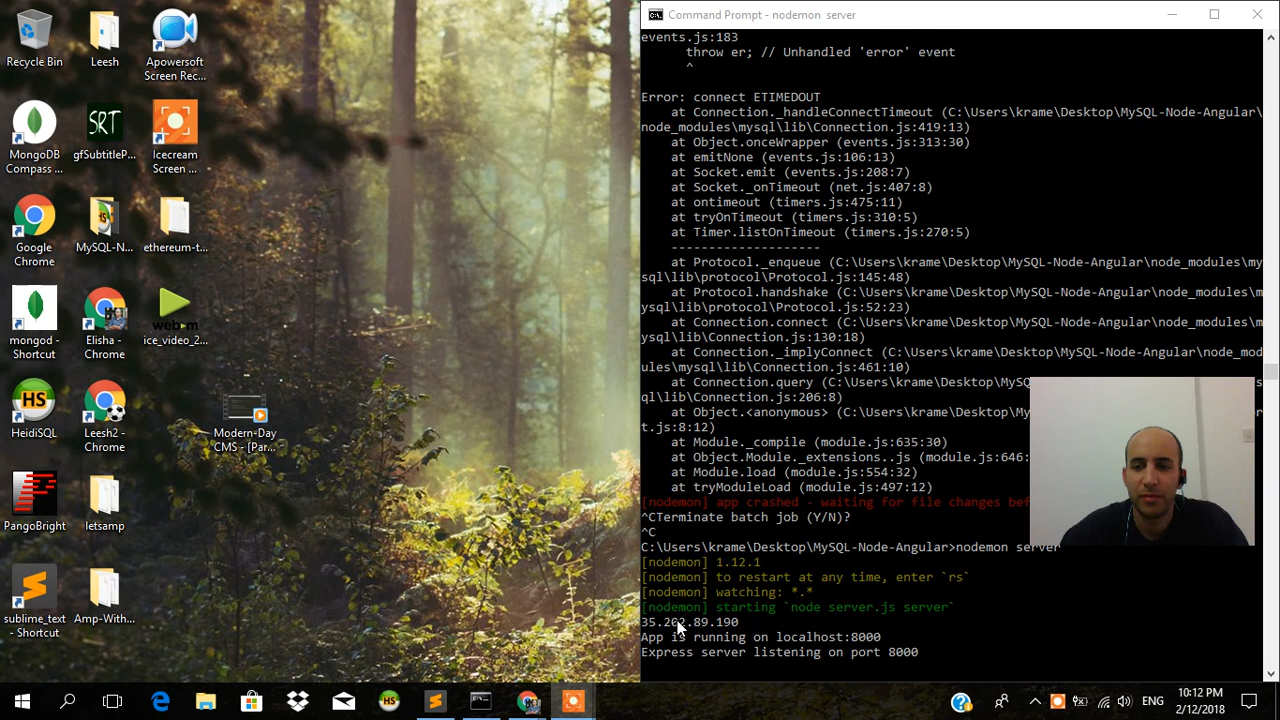 Recycle Bin
Leesh
Apowersoft
Screen Rec...
MongoDB
Compass ...
SRT
gfSubtitleP...
Icecream
Screen ...
Google
Chrome
MySQL-N...
ethereum-t...
mongod -
Shortcut
Elisha -
Chrome
ice_video_2...
HS
HeidiSQL
Leesh2 -
Chrome
Modern-Day
CMS - [Par...
PangoBright
letsamp
sublime_text
- Shortcut
Amp-With...
Command Prompt - nodemon  server
events.js:183
throw er; // Unhandled 'error' event
^
Error: connect ETIMEDOUT
at Connection._handleConnectTimeout (C:\Users\krame\Desktop\MySQL-Node-Angular\
node_modules\mysql\lib\Connection.js:419:13)
at Object.onceWrapper (events.js:313:30)
at emitNone (events.js:106:13)
at Socket.emit (events.js:208:7)
at Socket._onTimeout (net.js:407:8)
at ontimeout (timers.js:475:11)
at tryOnTimeout (timers.js:310:5)
at Timer.listOnTimeout (timers.js:270:5)
--------------------
at Protocol._enqueue (C:\Users\krame\Desktop\MySQL-Node-Angular\node_modules\my
sql\lib\protocol\Protocol.js:145:48)
at Protocol.handshake (C:\Users\krame\Desktop\MySQL-Node-Angular\node_modules\m
ysql\lib\protocol\Protocol.js:52:23)
at Connection.connect (C:\Users\krame\Desktop\MySQL-Node-Angular\node_modules\m
ysql\lib\Connection.js:130:18)
at Connection._implyConnect (C:\Users\krame\Desktop\MySQL-Node-Angular\node_mod
ules\mysql\lib\Connection.js:461:10)
at Connection.query (C:\Users\krame\Desktop\MySQ
ql\lib\Connection.js:206:8)
at Object.<anonymous> (C:\Users\krame\Desktop\My
t.js:8:12)
at Module._compile (module.js:635:30)
at Object.Module._extensions..js (module.js:646:
at Module.load (module.js:554:32)
at tryModuleLoad (module.js:497:12)
[nodemon] app crashed - waiting for file changes bef
^CTerminate batch job (Y/N)?
^C
C:\Users\krame\Desktop\MySQL-Node-Angular>nodemon server
[nodemon] 1.12.1
[nodemon] to restart at any time, enter `rs`
[nodemon] watching: *.*
[nodemon] starting `node server.js server`
35.202.89.190
App is running on localhost:8000
Express server listening on port 8000
HS
ENG
10:12 PM
2/12/2018